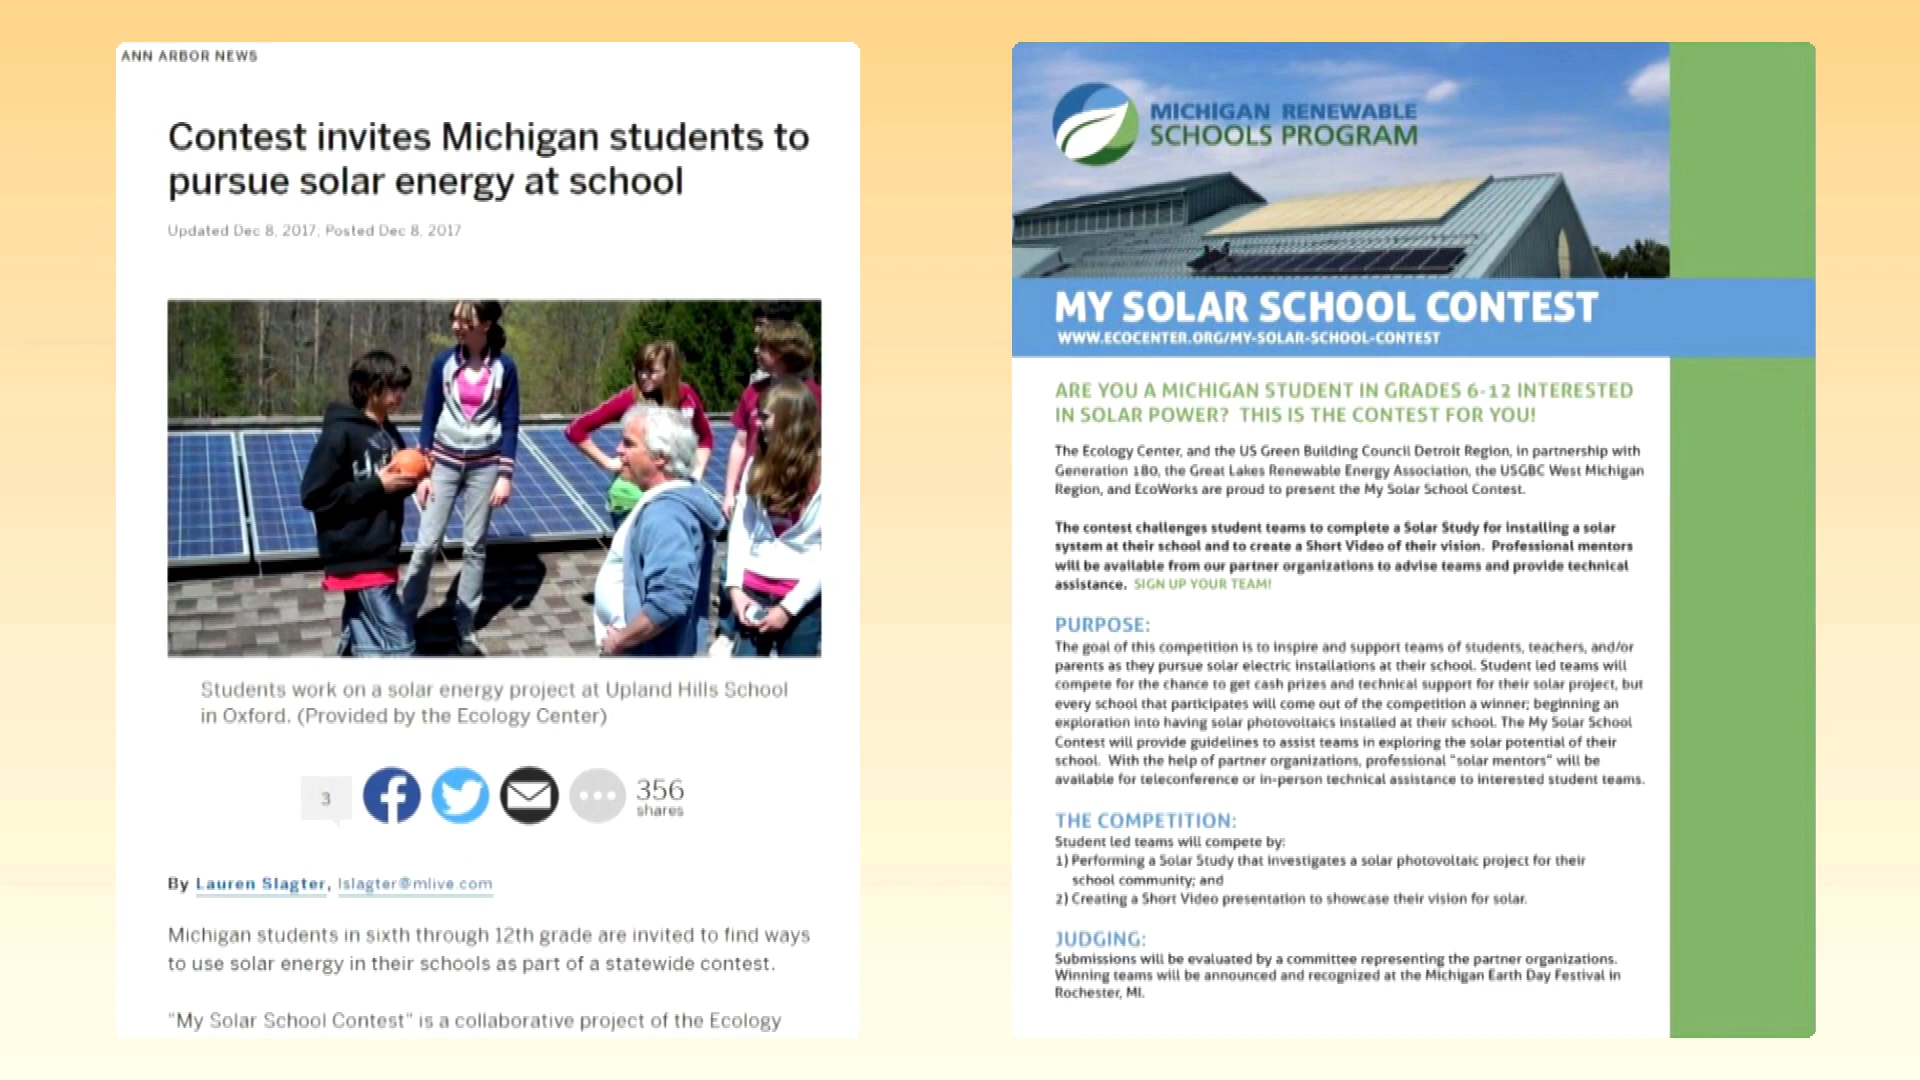 ANN ARBOR NEWS
Contest invites Michigan students to
pursue solar energy at school
Updated Dec 8, 2017, Posted Dec 8, 2017
Students work on a solar energy project at Upland Hills School
in Oxford. (Provided by the Ecology Center)
3
356
shares
By Lauren Slagter, lslagter@mlive.com
Michigan students in sixth through 12th grade are invited to find ways
to use solar energy in their schools as part of a statewide contest.
"My Solar School Contest" is a collaborative project of the Ecology
MICHIGAN RENEWABLE
SCHOOLS PROGRAM
MY SOLAR SCHOOL CONTEST
WWW.ECOCENTER.ORG/MY-SOLAR-SCHOOL-CONTEST
ARE YOU A MICHIGAN STUDENT IN GRADES 6-12 INTERESTED
IN SOLAR POWER? THIS IS THE CONTEST FOR YOU!
The Ecology Center, and the US Green Building Council Detroit Region, in partnership with
Generation 180, the Great Lakes Renewable Energy Association, the USGBC West Michigan
Region, and EcoWorks are proud to present the My Solar School Contest.
The contest challenges student teams to complete a Solar Study for installing a solar
system at their school and to create a Short Video of their vision. Professional mentors
will be available from our partner organizations to advise teams and provide technical
assistance. SIGN UP YOUR TEAM!
PURPOSE:
The goal of this competition is to inspire and support teams of students, teachers, and/or
parents as they pursue solar electric installations at their school. Student led teams will
compete for the chance to get cash prizes and technical support for their solar project, but
every school that participates will come out of the competition a winner; beginning an
exploration into having solar photovoltaics installed at their school. The My Solar School
Contest will provide guidelines to assist teams in exploring the solar potential of their
school. With the help of partner organizations, professional "solar mentors" will be
available for teleconference or in-person technical assistance to interested student teams.
THE COMPETITION:
Student led teams will compete by:
1) Performing a Solar Study that investigates a solar photovoltaic project for their
school community; and
2) Creating a Short Video presentation to showcase their vision for solar.
JUDGING:
Submissions will be evaluated by a committee representing the partner organizations.
Winning teams will be announced and recognized at the Michigan Earth Day Festival in
Rochester, MI.